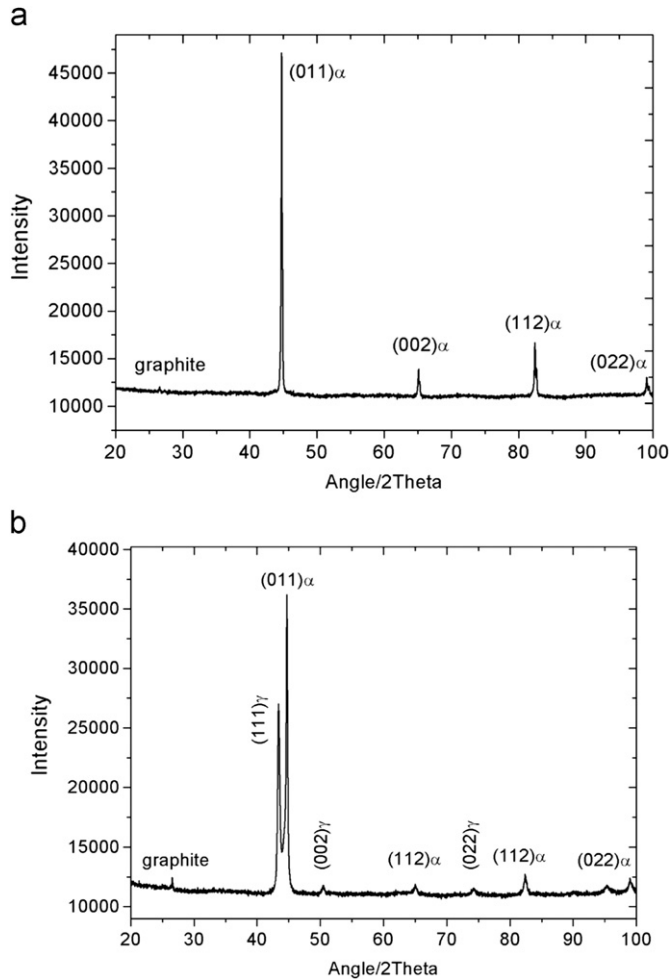 a
45000
40000
35000
30000
25000
20000
15000
10000
Intensity
(011)α
graphite
(002)α
(112)α
(022)α
20 30 40 50 60 70 80 90 100
Angle/2Theta
b
40000
35000
30000
25000
20000
15000
10000
Intensity
(011)α
(111)γ
graphite
(002)γ
(112)α
(022)γ
(112)α
(022)α
20 30 40 50 60 70 80 90 100
Angle/2Theta